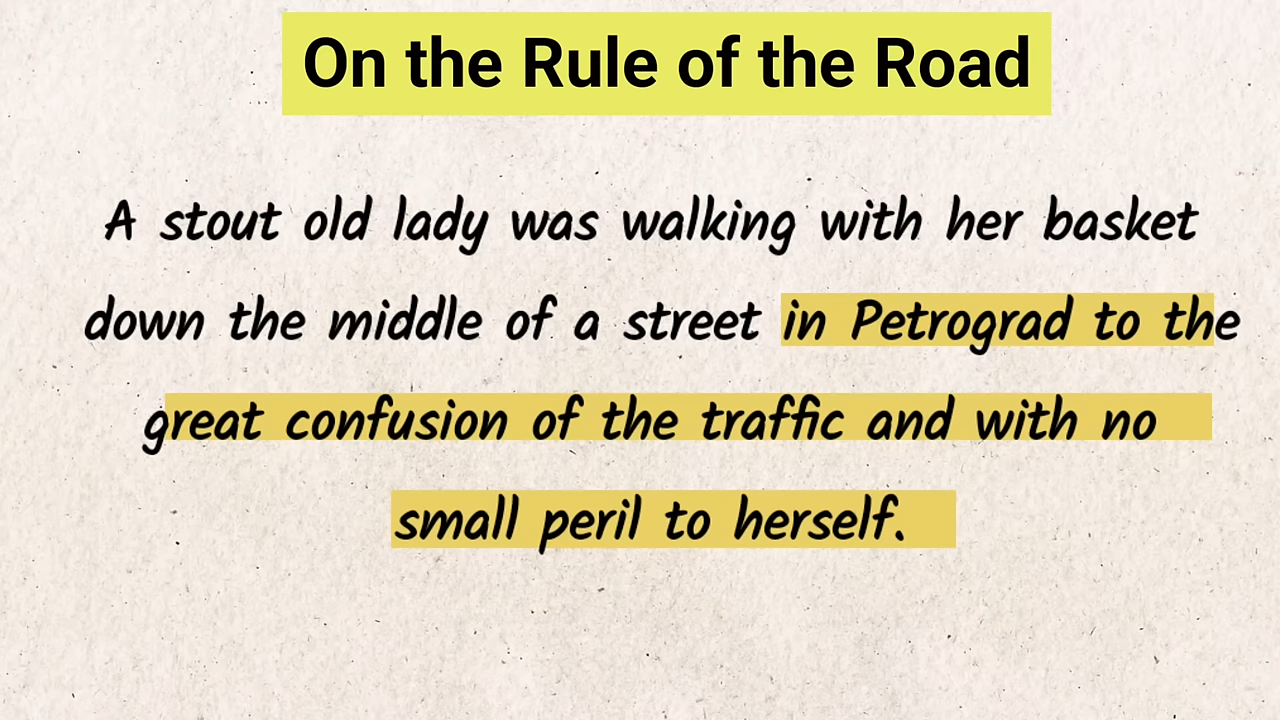 On the Rule of the Road
A stout old lady was walking with her basket
down the middle of a street in Petrograd to the
great confusion of the traffic and with no
small peril to herself.